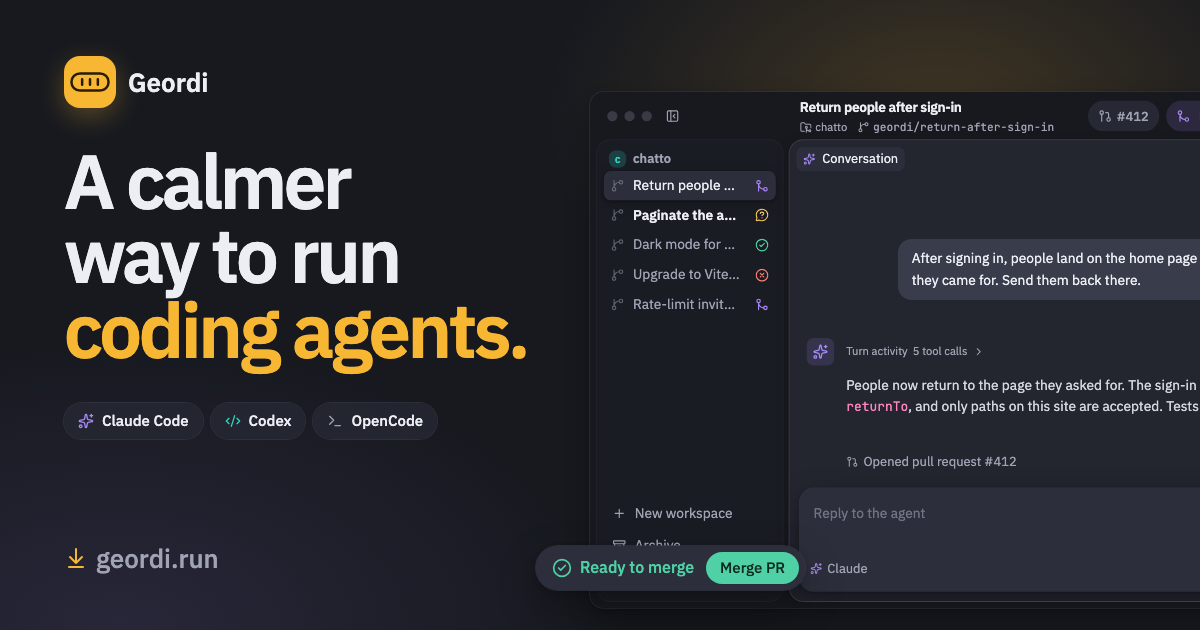 Geordi
A calmer
way to run
coding agents.
Claude Code
Codex
OpenCode
geordi.run
Return people after sign-in
chatto
geordi/return-after-sign-in
#412
c chatto
Return people ...
Paginate the a...
Dark mode for ...
Upgrade to Vite...
Rate-limit invit...
New workspace
Archive
Conversation
After signing in, people land on the home page
they came for. Send them back there.
Turn activity 5 tool calls
People now return to the page they asked for. The sign-in
returnTo, and only paths on this site are accepted. Tests
Opened pull request #412
Reply to the agent
Claude
Ready to merge
Merge PR